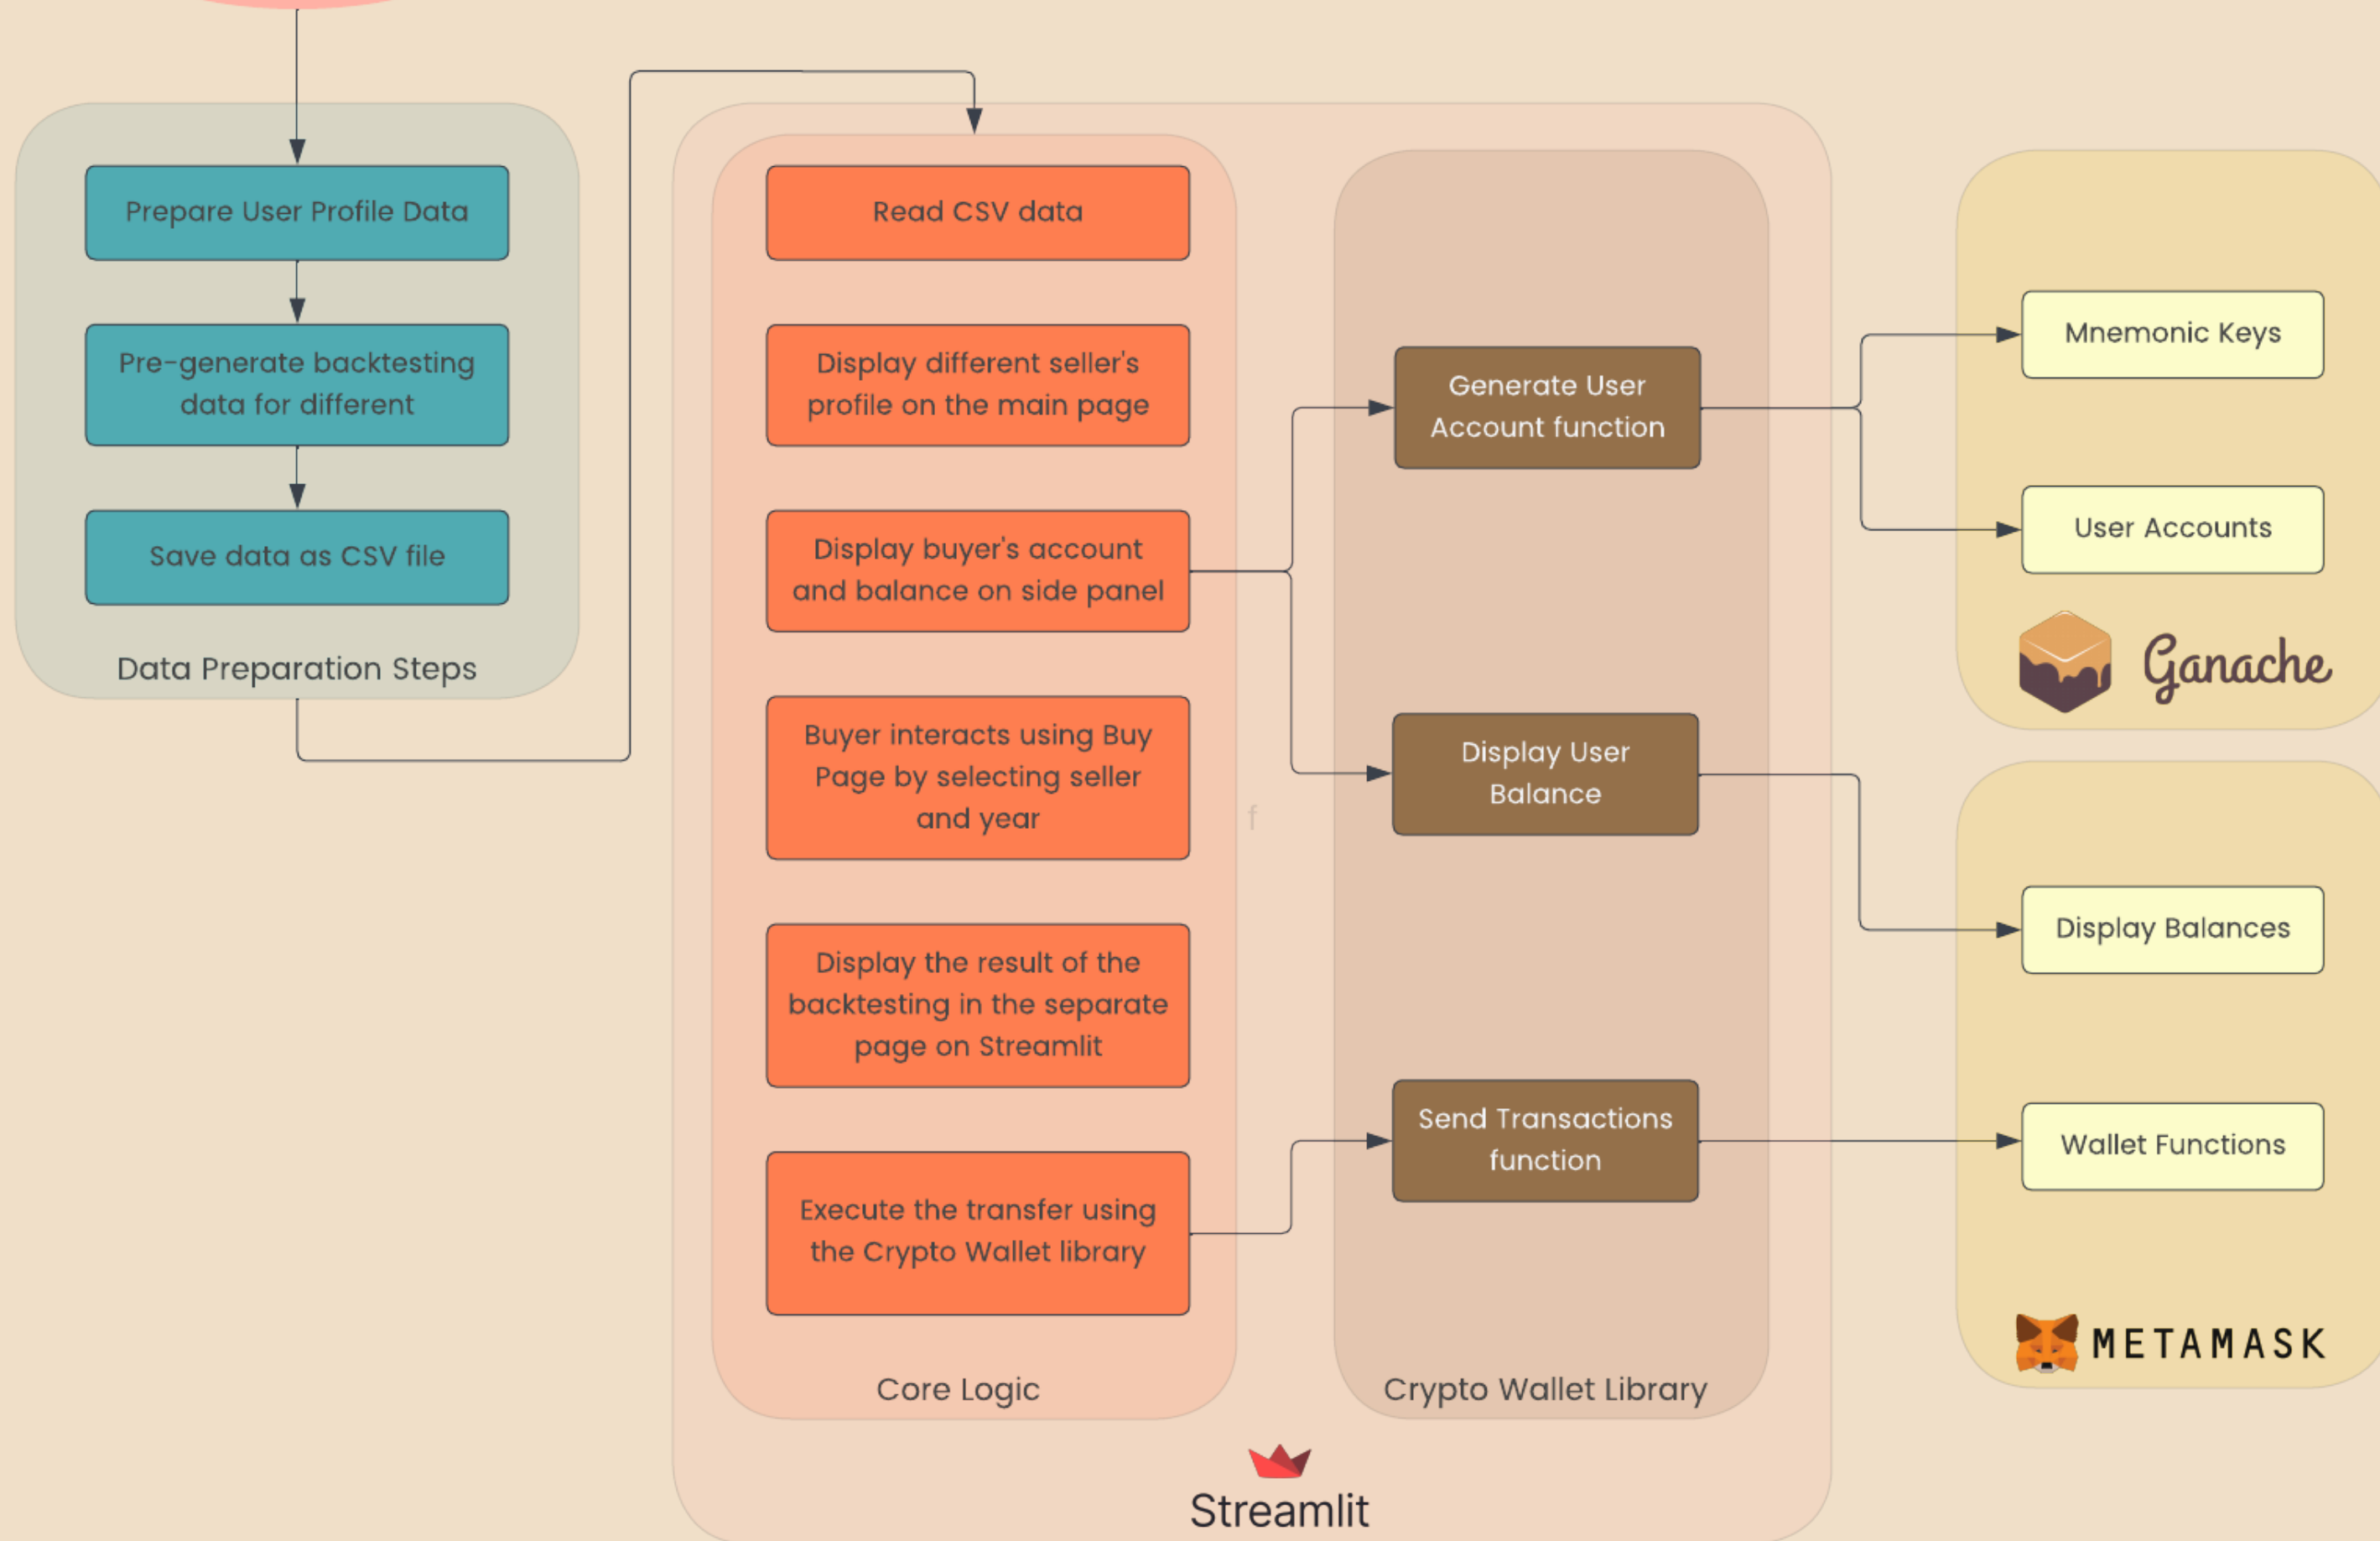 Prepare User Profile Data
Pre-generate backtesting
data for different
Save data as CSV file
Data Preparation Steps
Read CSV data
Display different seller's
profile on the main page
Display buyer's account
and balance on side panel
Buyer interacts using Buy
Page by selecting seller
and year
Display the result of the
backtesting in the separate
page on Streamlit
Execute the transfer using
the Crypto Wallet library
Core Logic
f
Generate User
Account function
Display User
Balance
Send Transactions
function
Crypto Wallet Library
Streamlit
Mnemonic Keys
User Accounts
Ganache
Display Balances
Wallet Functions
METAMASK